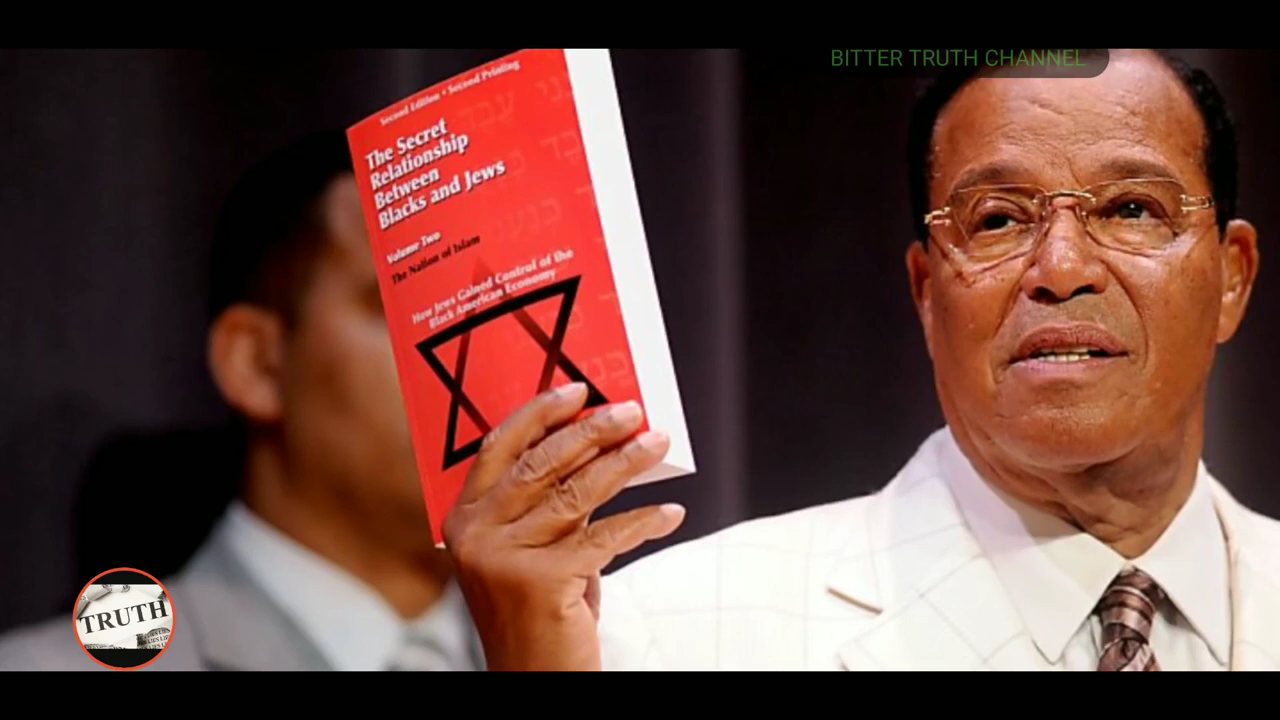 BITTER TRUTH CHANNEL
Second Edition • Second Printing
The Secret
Relationship
Between
Blacks and Jews
Volume Two
The Nation of Islam
How Jews Gained Control of the
Black American Economy
TRUTH